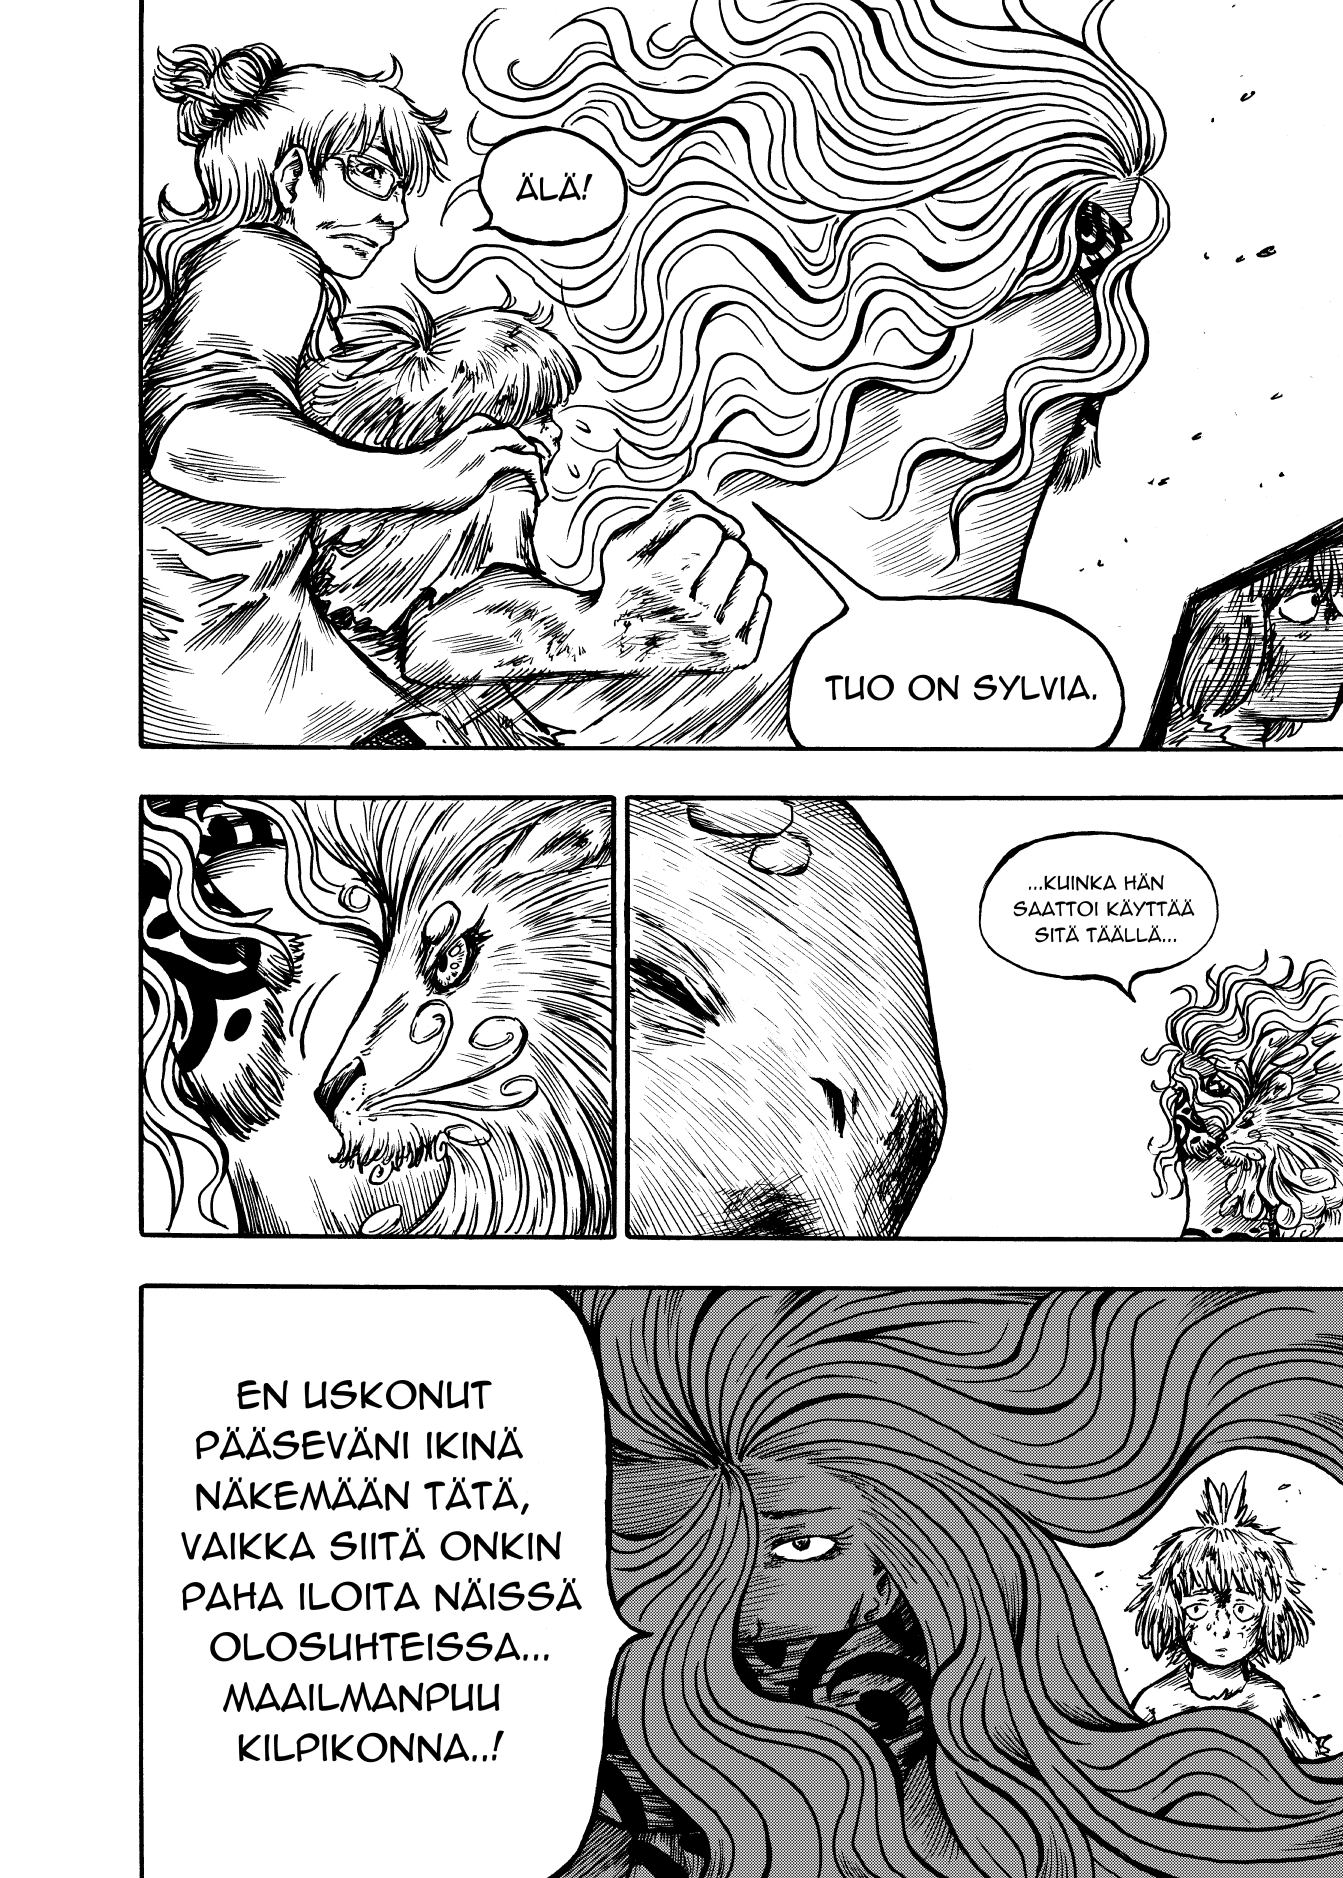 ÄLÄ!
TUO ON SYLVIA.
...KUINKA HÄN
SAATTOI KÄYTTÄÄ
SITÄ TÄÄLLÄ...
EN USKONUT
PÄÄSEVÄNI IKINÄ
NÄKEMÄÄN TÄTÄ,
VAIKKA SIITÄ ONKIN
PAHA ILOITA NÄISSÄ
OLOSUHTEISSA...
MAAILMANPUU
KILPIKONNA..!